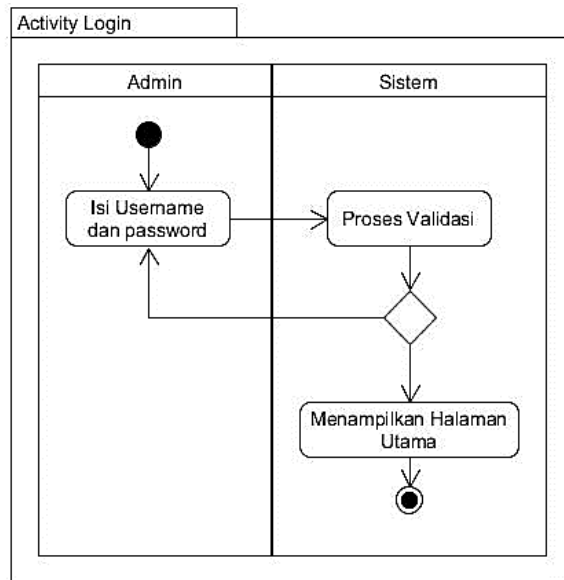 Activity Login
Admin
Sistem
Isi Username
dan password
Proses Validasi
Menampilkan Halaman
Utama